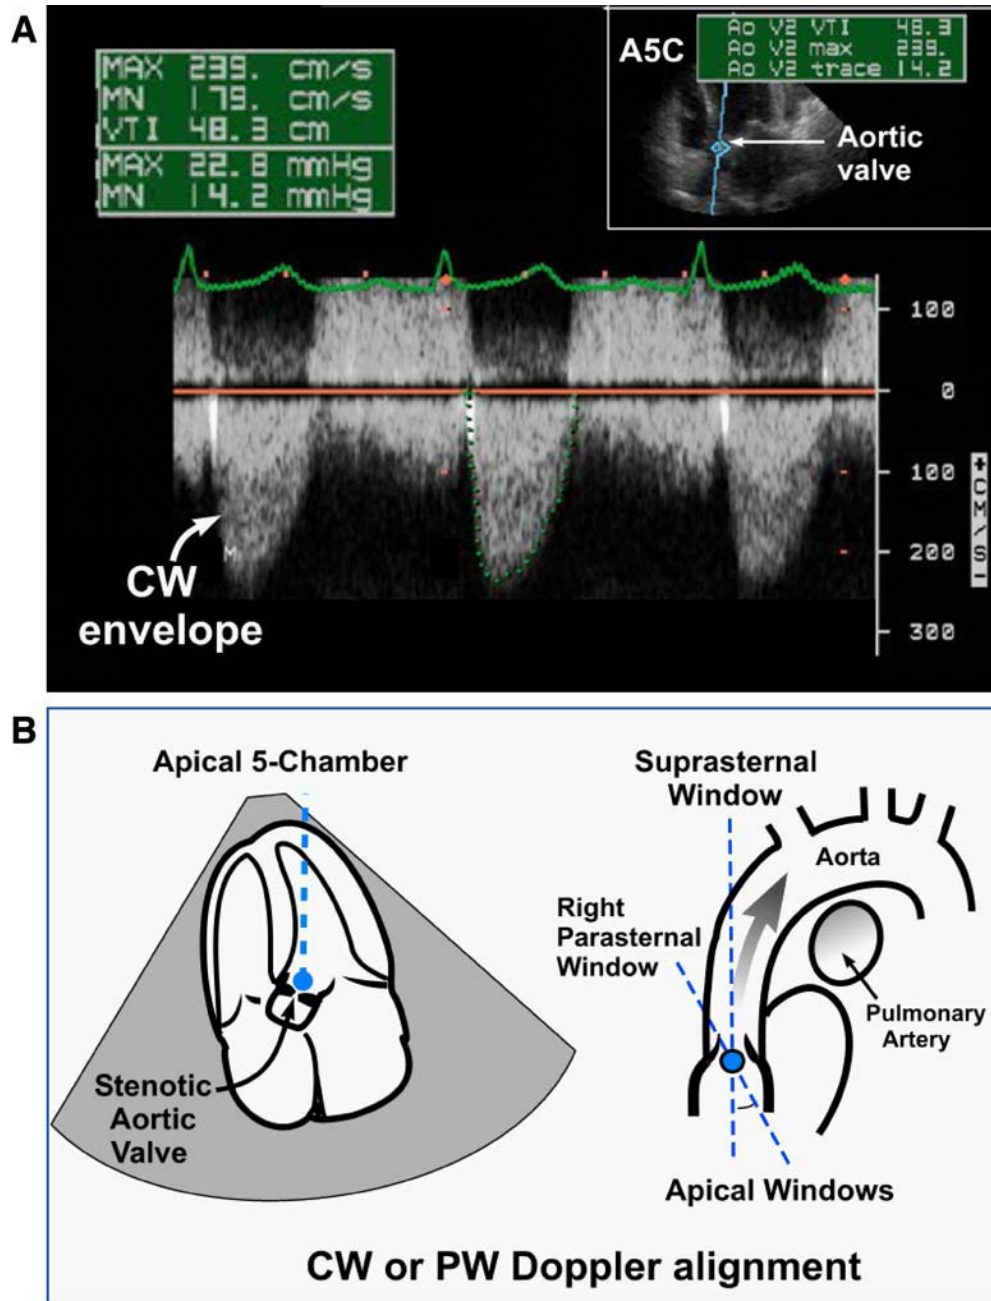 A
MAX 239. cm/s
MN 179. cm/s
VTI 48.3 cm
MAX 22.8 mmHg
MN 14.2 mmHg
A5C
Ao V2 VTI 48.3
Ao V2 max 239.
Ao V2 trace 14.2
Aortic
valve
100
0
100
200
300
+CM/S-
M
CW
envelope
B
Apical 5-Chamber
Stenotic
Aortic
Valve
Suprasternal
Window
Aorta
Right
Parasternal
Window
Pulmonary
Artery
Apical Windows
CW or PW Doppler alignment